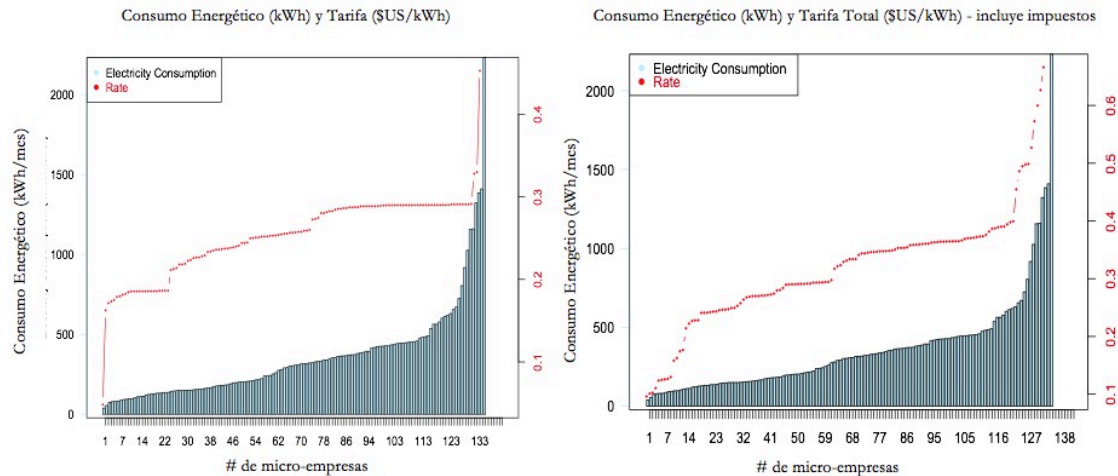 Consumo Energético (kWh) y Tarifa ($US/kWh)
Electricity Consumption
Rate
Consumo Energético (kWh/mes)
2000
1500
1000
500
0
0.4
0.3
0.2
0.1
1 7 14 22 30 38 46 54 62 70 78 86 94 103 113 123 133
# de micro-empresas
Consumo Energético (kWh) y Tarifa Total ($US/kWh) - incluye impuestos
Electricity Consumption
Rate
Consumo Energético (kWh/mes)
2000
1500
1000
500
0
0.6
0.5
0.4
0.3
0.2
0.1
1 7 14 23 32 41 50 59 68 77 86 95 105 116 127 138
# de micro-empresas